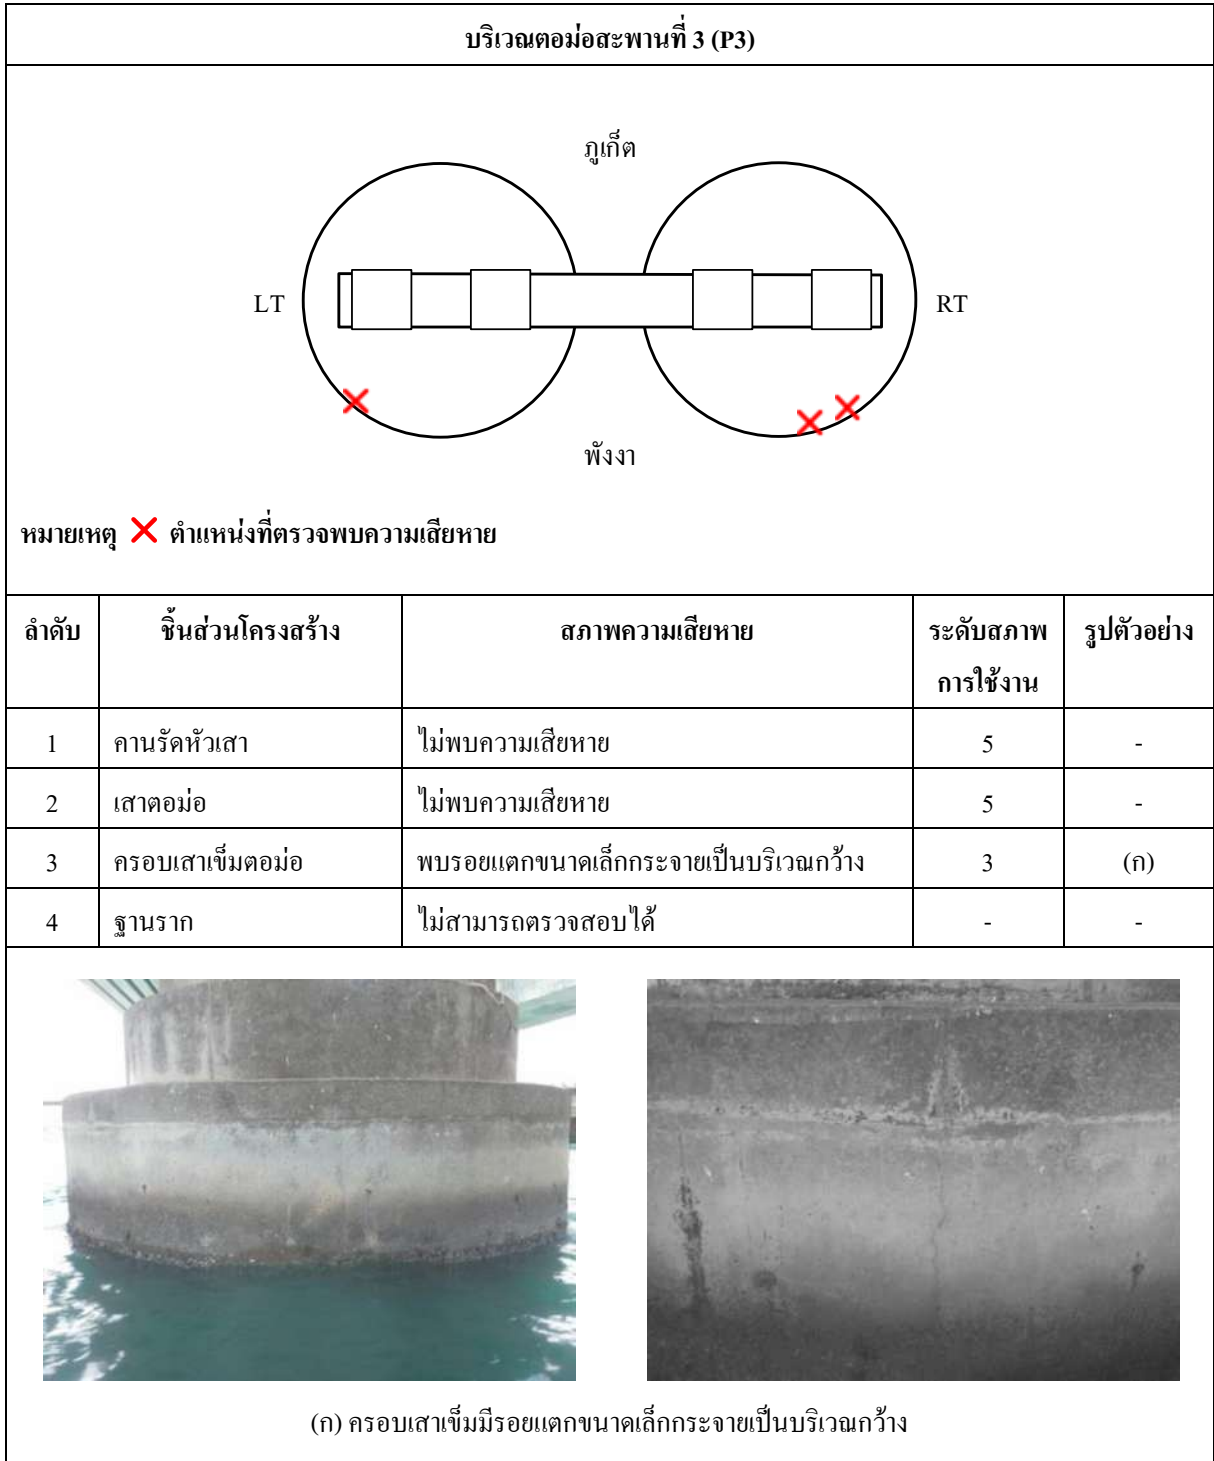 บริเวณตอม่อสะพานที่ 3 (P3)
ภูเก็ต
LT
RT
พังงา
หมายเหตุ ตำแหน่งที่ตรวจพบความเสียหาย
ลำดับ ชิ้นส่วนโครงสร้าง สภาพความเสียหาย ระดับสภาพ รูปตัวอย่าง
การใช้งาน
1 คานรัดหัวเสา ไม่พบความเสียหาย 5 -
2 เสาตอม่อ ไม่พบความเสียหาย 5 -
3 ครอบเสาเข็มตอม่อ พบรอยแตกขนาดเล็กกระจายเป็นบริเวณกว้าง 3 (ก)
4 ฐานราก ไม่สามารถตรวจสอบได้ - -
(ก) ครอบเสาเข็มมีรอยแตกขนาดเล็กกระจายเป็นบริเวณกว้าง